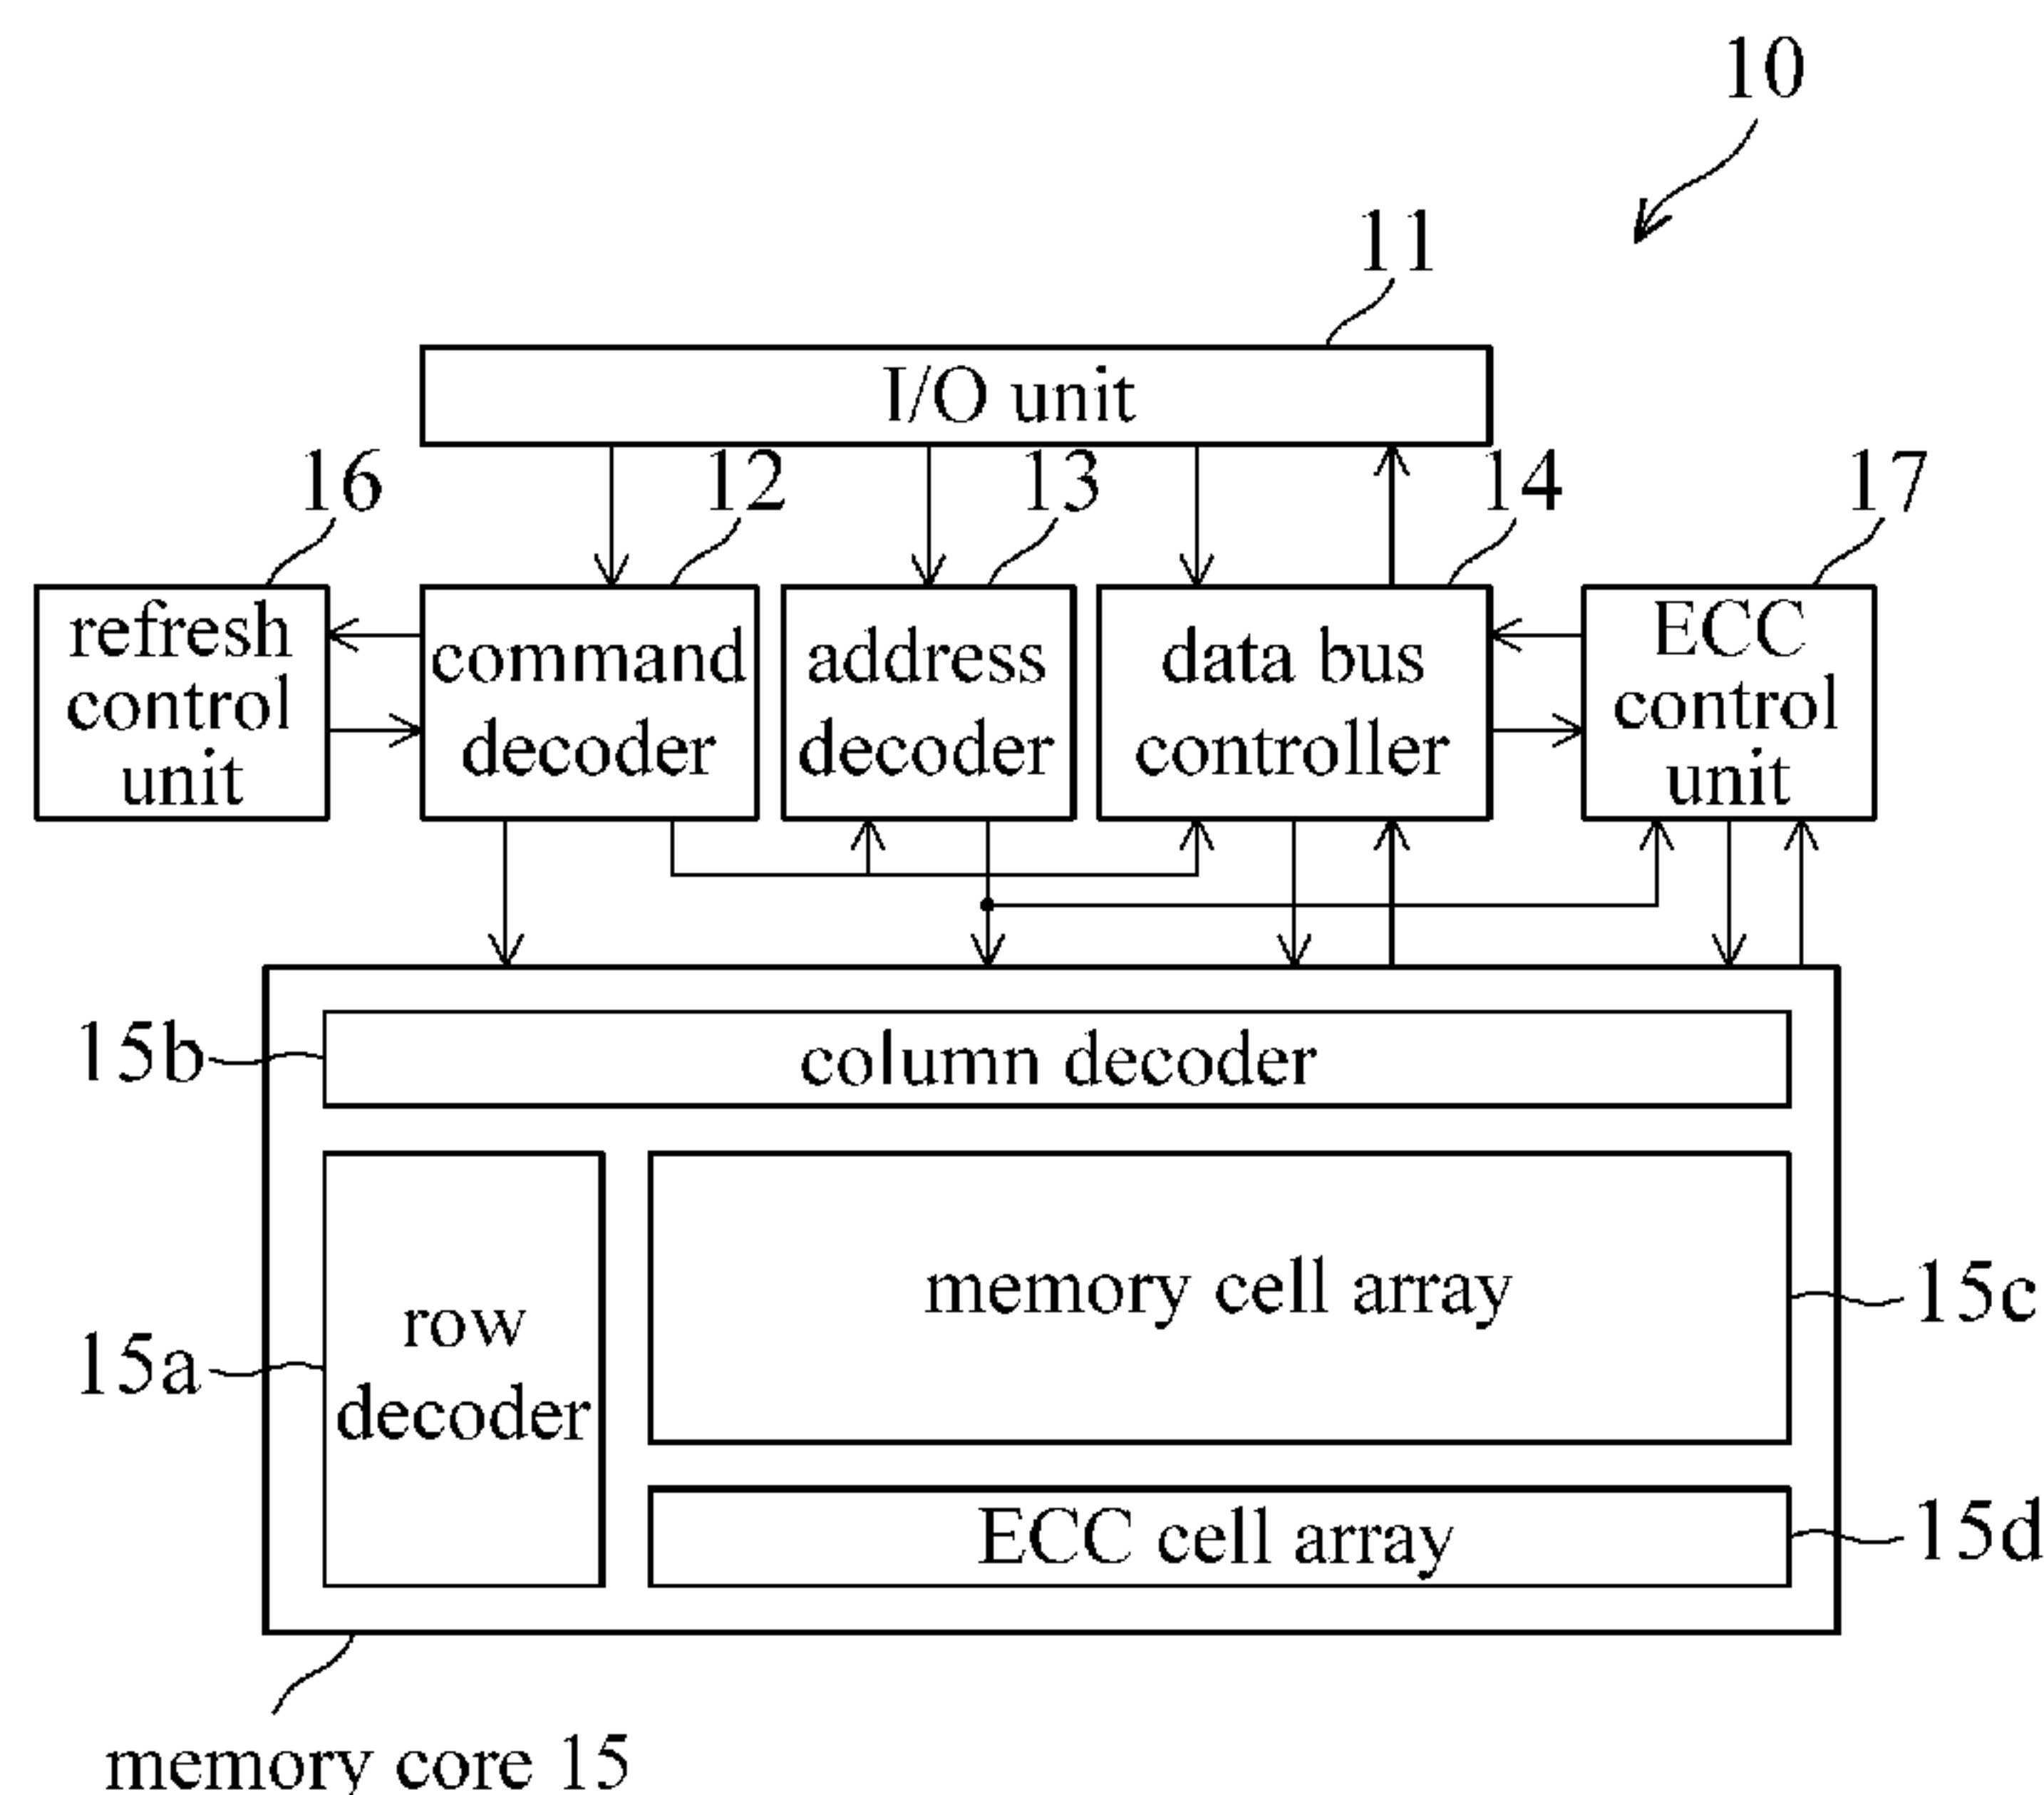 10
11
I/O unit
16
12
13
14
17
refresh
control
unit
command
decoder
address
decoder
data bus
controller
ECC
control
unit
15b
column decoder
15a
row
decoder
memory cell array
15c
ECC cell array
15d
memory core 15